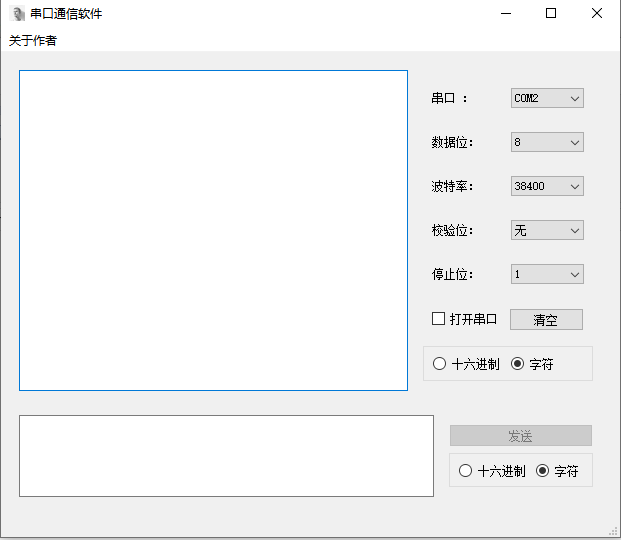 串口通信软件
关于作者
串口 : COM2
数据位: 8
波特率: 38400
校验位: 无
停止位: 1
打开串口 清空
十六进制 字符
发送
十六进制 字符